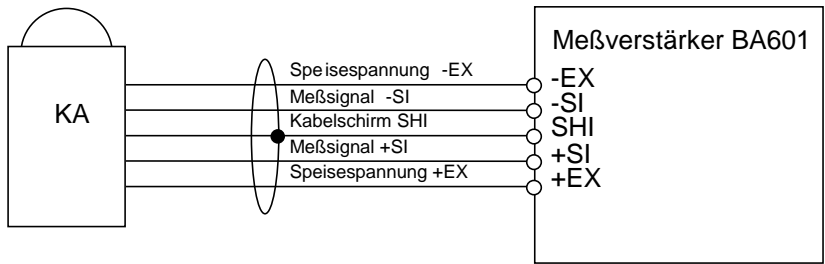 Meßverstärker BA601
KA
Speisespannung -EX
Meßsignal -SI
Kabelschirm SHI
Meßsignal +SI
Speisespannung +EX
-EX
-SI
SHI
+SI
+EX